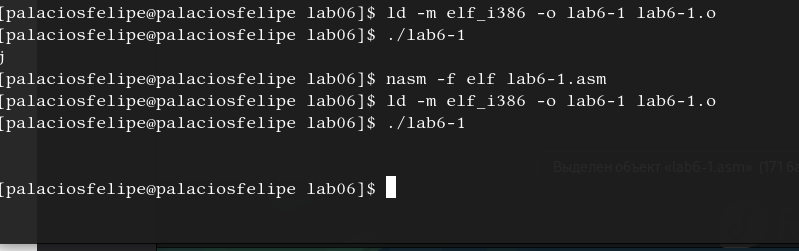 [palaciosfelipe@palaciosfelipe lab06]$ ld -m elf_i386 -o lab6-1 lab6-1.o
[palaciosfelipe@palaciosfelipe lab06]$ ./lab6-1
j
[palaciosfelipe@palaciosfelipe lab06]$ nasm -f elf lab6-1.asm
[palaciosfelipe@palaciosfelipe lab06]$ ld -m elf_i386 -o lab6-1 lab6-1.o
[palaciosfelipe@palaciosfelipe lab06]$ ./lab6-1
Выделен объект «lab6-1.asm» (171 ба
[palaciosfelipe@palaciosfelipe lab06]$